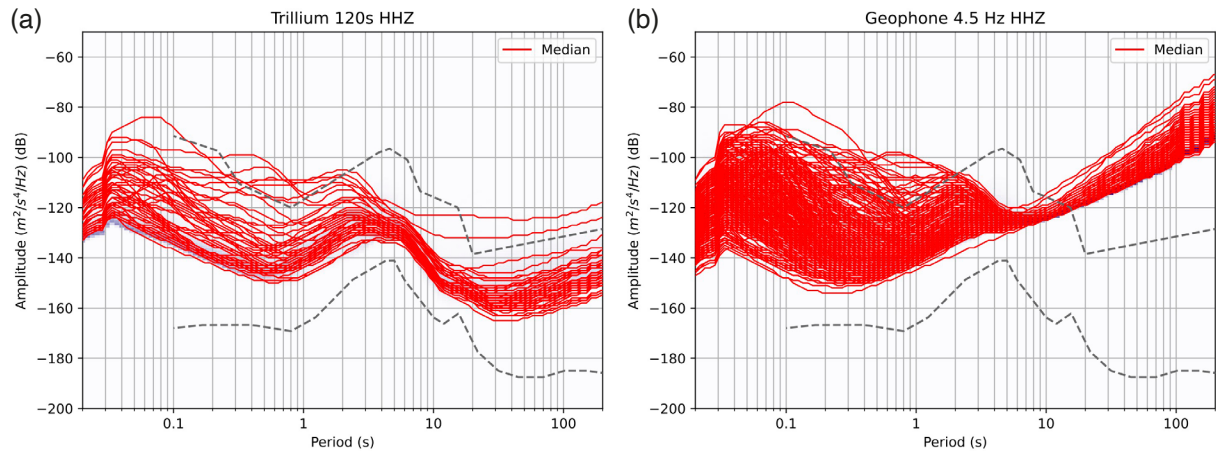 (a)
Trillium 120s HHZ
Median
−60
−80
−100
−120
−140
−160
−180
−200
Amplitude (m²/s⁴/Hz) (dB)
0.1
1
10
100
Period (s)
(b)
Geophone 4.5 Hz HHZ
Median
−60
−80
−100
−120
−140
−160
−180
−200
Amplitude (m²/s⁴/Hz) (dB)
0.1
1
10
100
Period (s)